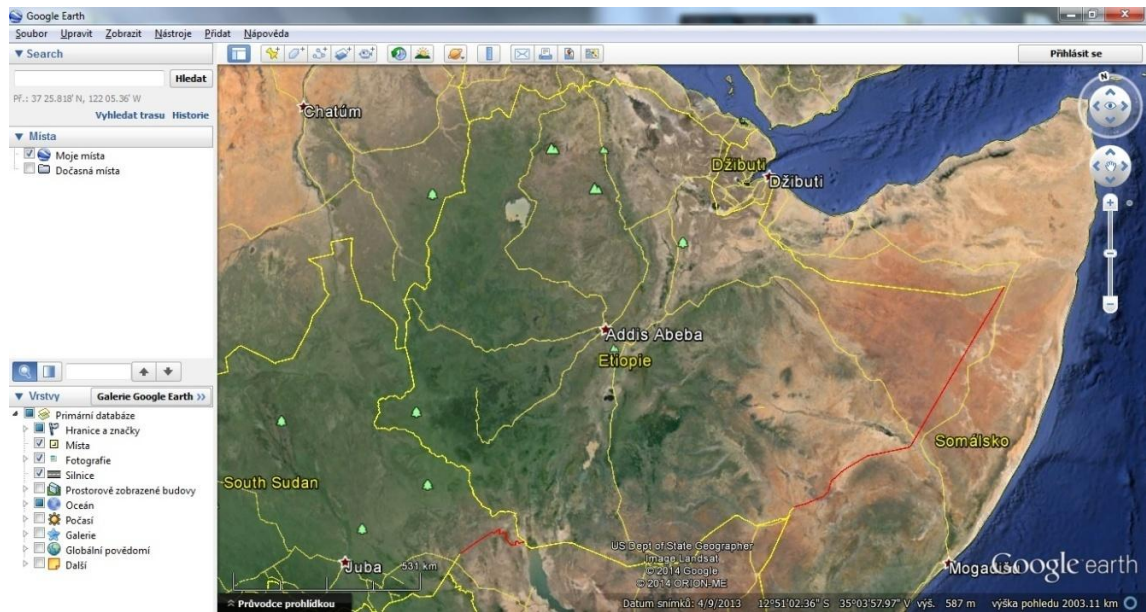 Google Earth
Soubor Upravit Zobrazit Nástroje Přidat Nápověda
Search
Hledat
Př.: 37 25.818' N, 122 05.36' W
Vyhledat trasu Historie
Místa
Moje místa
Dočasná místa
Vrstvy
Galerie Google Earth >>
Primární databáze
Hranice a značky
Místa
Fotografie
Silnice
Prostorově zobrazené budovy
Oceán
Počasí
Galerie
Globální povědomí
Další
Přihlásit se
Chatúm
Džibuti
Džibuti
Addis Abeba
Etiopie
Somálsko
South Sudan
Juba
531 km
US Dept of State Geographer
Image Landsat
© 2014 Google
© 2014 ORION-ME
Mogadišu
Google earth
Průvodce prohlídkou
Datum snímků: 4/9/2013 12°51'02.36" S 35°03'57.97" V výš. 587 m výška pohledu 2003.11 km
N